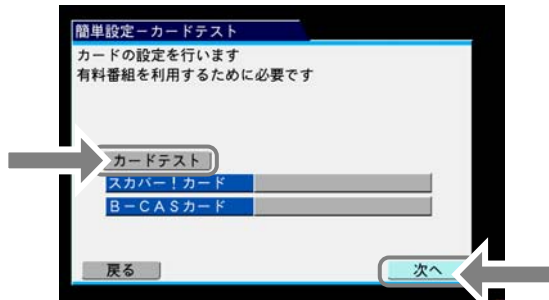 簡単設定－カードテスト
カードの設定を行います
有料番組を利用するために必要です
カードテスト
スカパー！カード
Ｂ－ＣＡＳカード
戻る
次へ